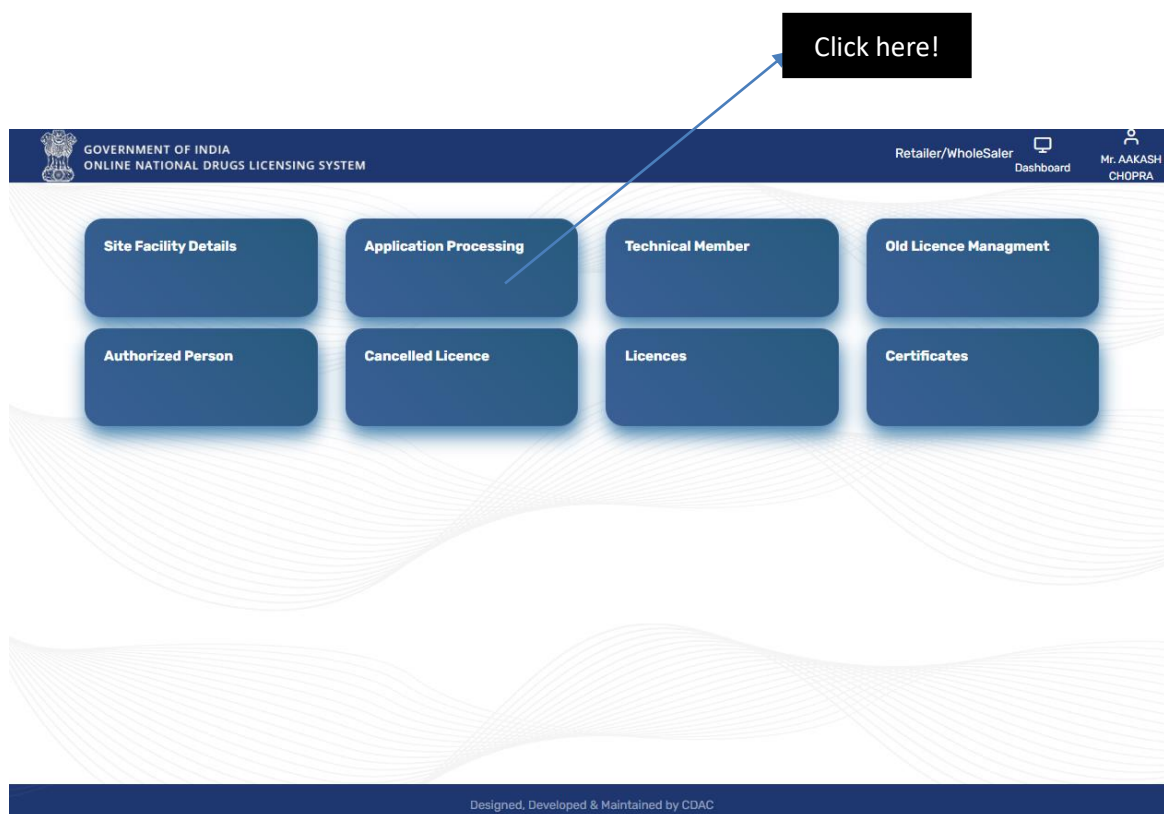 Click here!
GOVERNMENT OF INDIA
ONLINE NATIONAL DRUGS LICENSING SYSTEM
Retailer/WholeSaler
Dashboard
Mr. AAKASH
CHOPRA
Site Facility Details
Application Processing
Technical Member
Old Licence Managment
Authorized Person
Cancelled Licence
Licences
Certificates
Designed, Developed & Maintained by CDAC